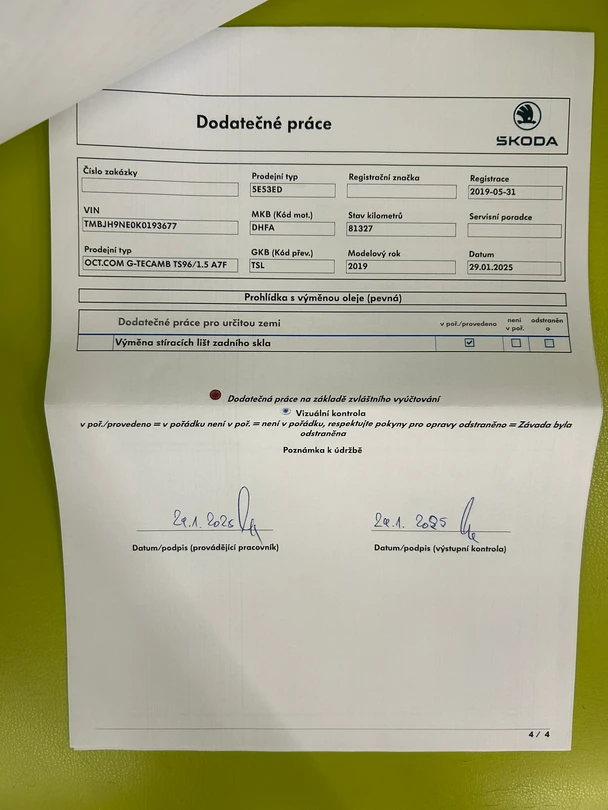 Dodatečné práce
ŠKODA
Číslo zakázky
Prodejní typ
5E53ED
Registrační značka
Registrace
2019-05-31
VIN
TMBJH9NE0K0193677
MKB (Kód mot.)
DHFA
Stav kilometrů
81327
Servisní poradce
Prodejní typ
OCT.COM G-TECAMB TS96/1.5 A7F
GKB (Kód přev.)
TSL
Modelový rok
2019
Datum
29.01.2025
Prohlídka s výměnou oleje (pevná)
Dodatečné práce pro určitou zemi
v poř./provedeno
není
v poř.
odstraněn
o
Výměna stíracích lišt zadního skla
Dodatečná práce na základě zvláštního vyúčtování
Vizuální kontrola
v poř./provedeno = v pořádku není v poř. = není v pořádku, respektujte pokyny pro opravy odstraněno = Závada byla
odstraněna
Poznámka k údržbě
29.1. 2025
29.1. 2025
Datum/podpis (provádějící pracovník)
Datum/podpis (výstupní kontrola)
4 / 4